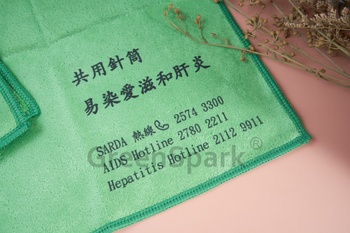 共用針筒
易染愛滋和肝炎
SARDA 熱線 2574 3300
AIDS Hotline 2780 2211
Hepatitis Hotline 2112 9911
GreenSpark®